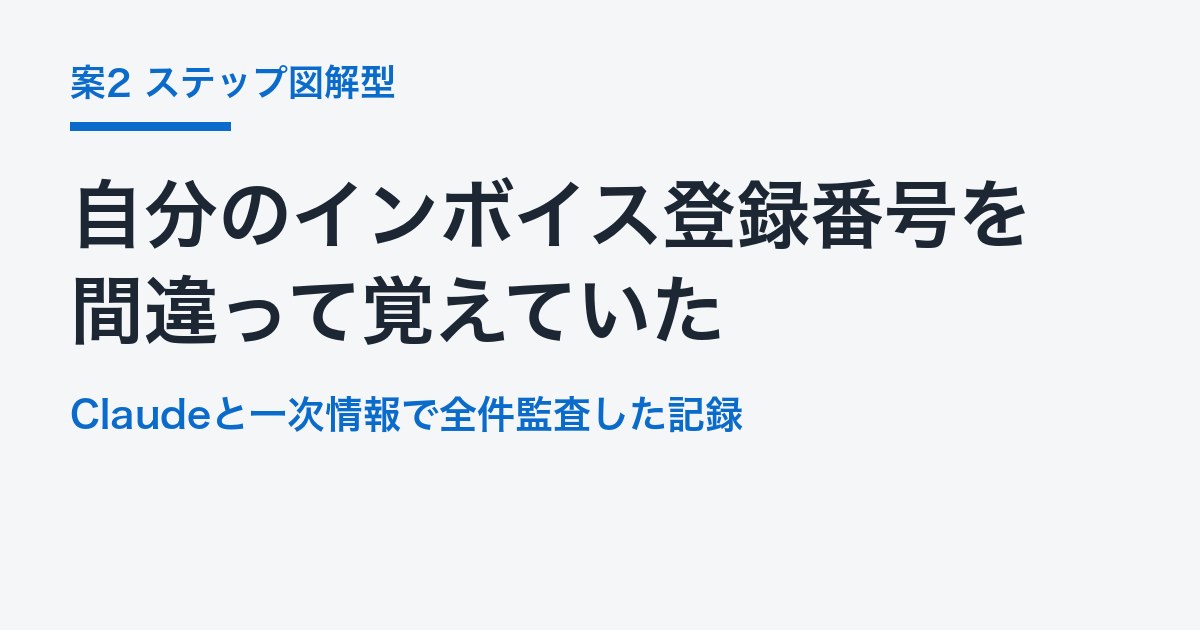 案2 ステップ図解型
自分のインボイス登録番号を
間違って覚えていた
Claudeと一次情報で全件監査した記録